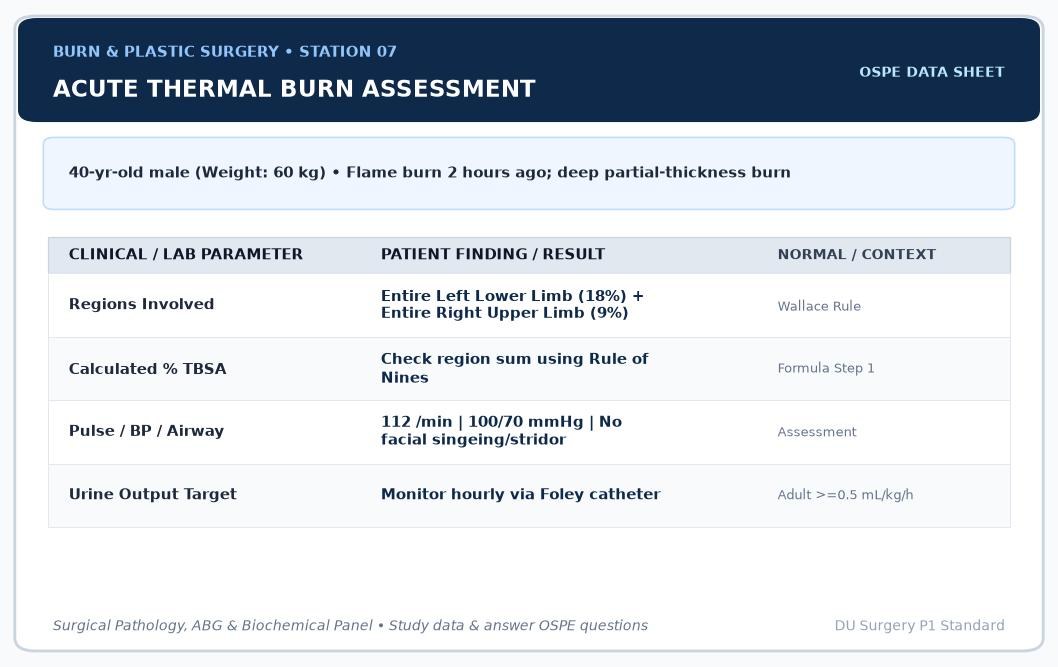 BURN & PLASTIC SURGERY • STATION 07
ACUTE THERMAL BURN ASSESSMENT
OSPE DATA SHEET
40-yr-old male (Weight: 60 kg) • Flame burn 2 hours ago; deep partial-thickness burn
CLINICAL / LAB PARAMETER PATIENT FINDING / RESULT NORMAL / CONTEXT
Regions Involved
Entire Left Lower Limb (18%) +
Entire Right Upper Limb (9%)
Wallace Rule
Calculated % TBSA
Check region sum using Rule of
Nines
Formula Step 1
Pulse / BP / Airway
112 /min | 100/70 mmHg | No
facial singeing/stridor
Assessment
Urine Output Target Monitor hourly via Foley catheter Adult >=0.5 mL/kg/h
Surgical Pathology, ABG & Biochemical Panel • Study data & answer OSPE questions
DU Surgery P1 Standard